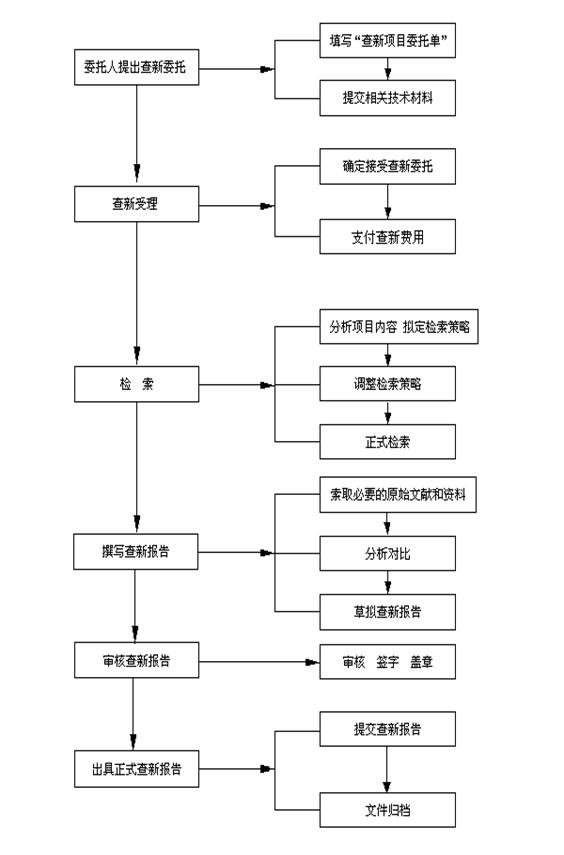 委托人提出查新委托
填写“查新项目委托单”
提交相关技术材料
查新受理
确定接受查新委托
支付查新费用
检 索
分析项目内容 拟定检索策略
调整检索策略
正式检索
撰写查新报告
索取必要的原始文献和资料
分析对比
草拟查新报告
审核查新报告
审核 签字 盖章
出具正式查新报告
提交查新报告
文件归档